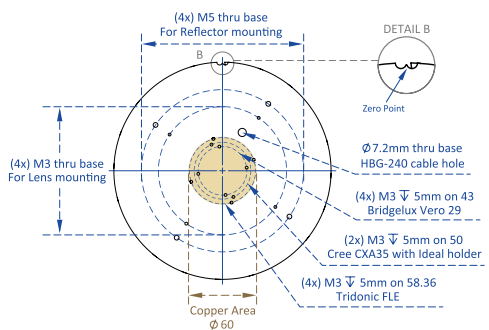 (4x) M5 thru base
For Reflector mounting
B
DETAIL B
Zero Point
(4x) M3 thru base
For Lens mounting
Ø7.2mm thru base
HBG-240 cable hole
(4x) M3 ↧ 5mm on 43
Bridgelux Vero 29
(2x) M3 ↧ 5mm on 50
Cree CXA35 with Ideal holder
(4x) M3 ↧ 5mm on 58.36
Tridonic FLE
Copper Area
Ø 60